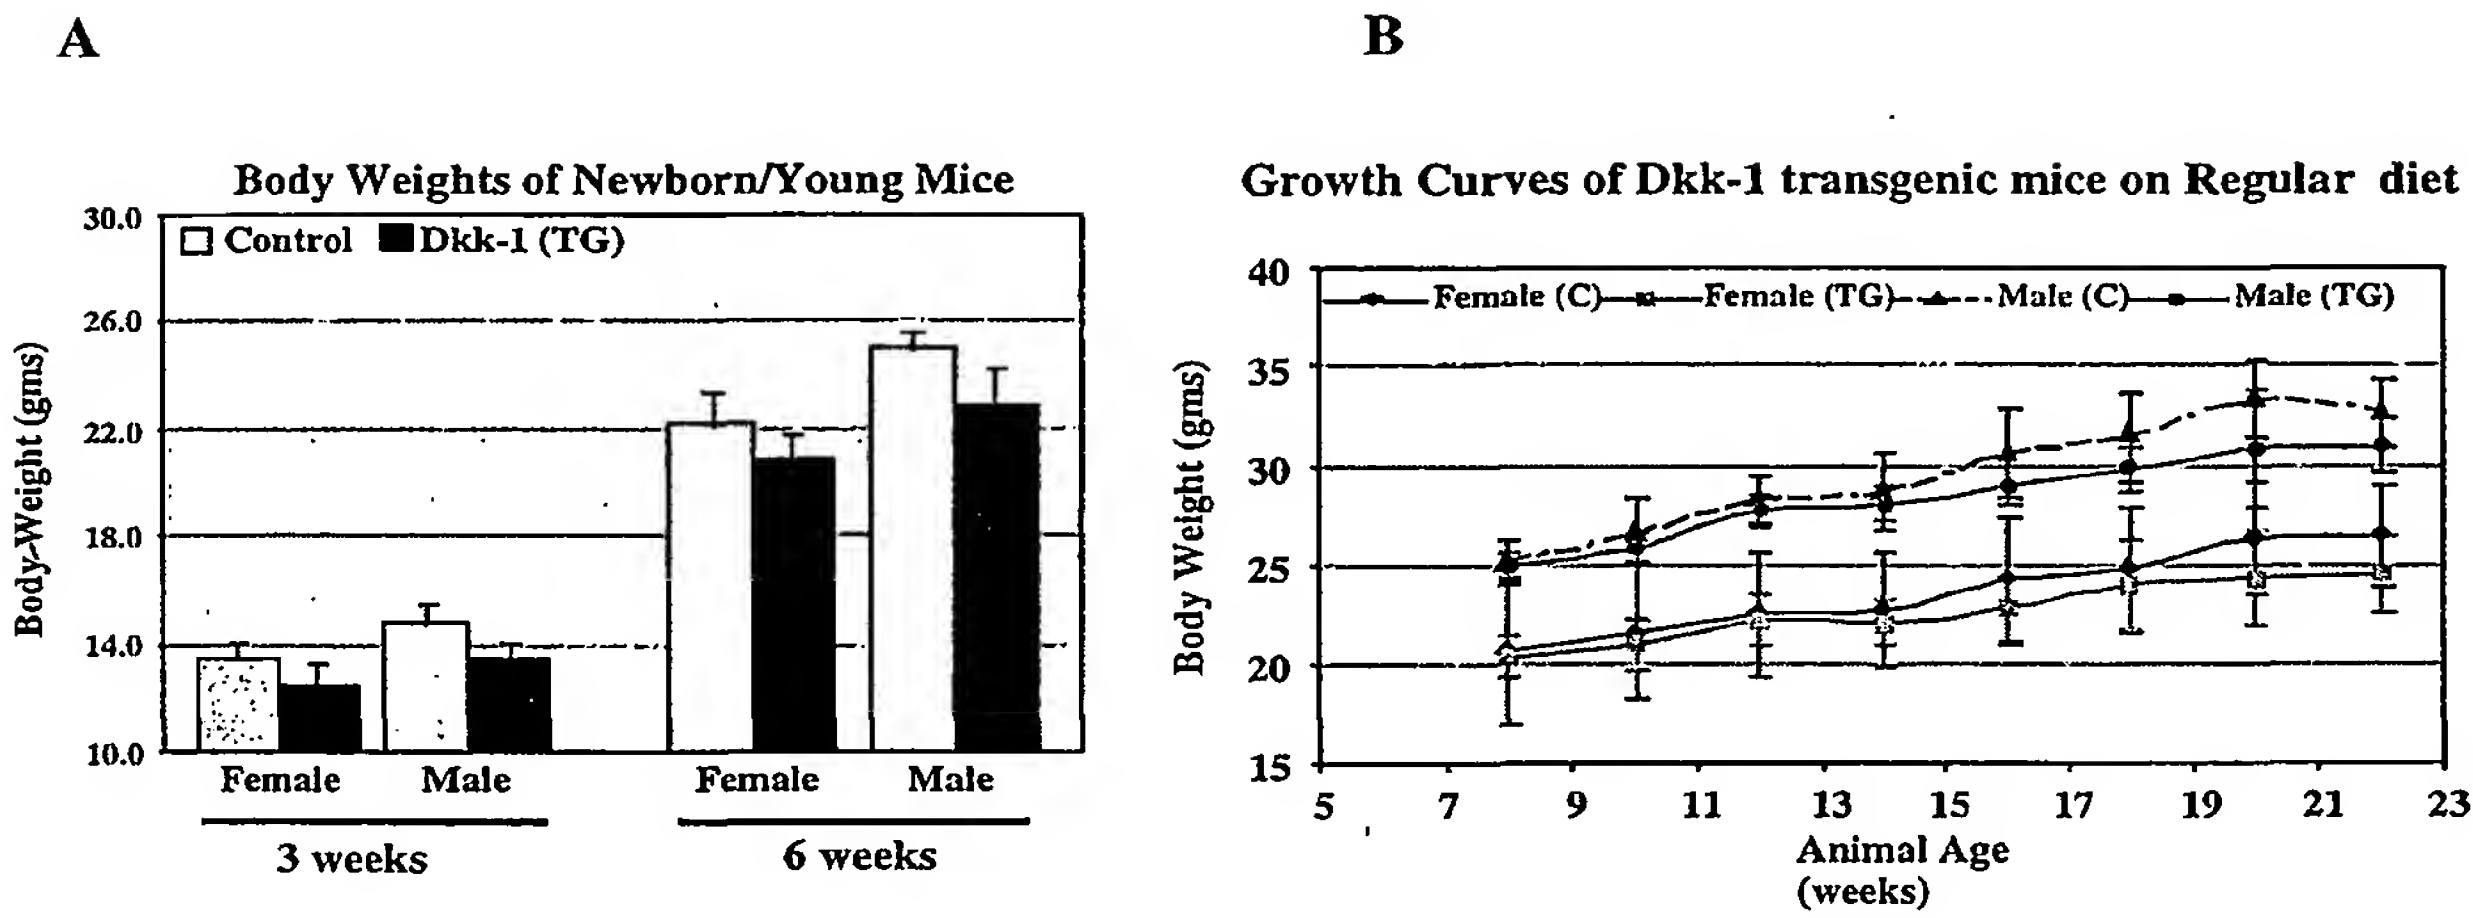 A
B
Body Weights of Newborn/Young Mice
30.0
26.0
22.0
18.0
14.0
10.0
Control Dkk-1 (TG)
Body-Weight (gms)
Female Male Female Male
3 weeks 6 weeks
Growth Curves of Dkk-1 transgenic mice on Regular diet
40
35
30
25
20
15
Female (C) Female (TG) Male (C) Male (TG)
Body Weight (gms)
5 7 9 11 13 15 17 19 21 23
Animal Age
(weeks)